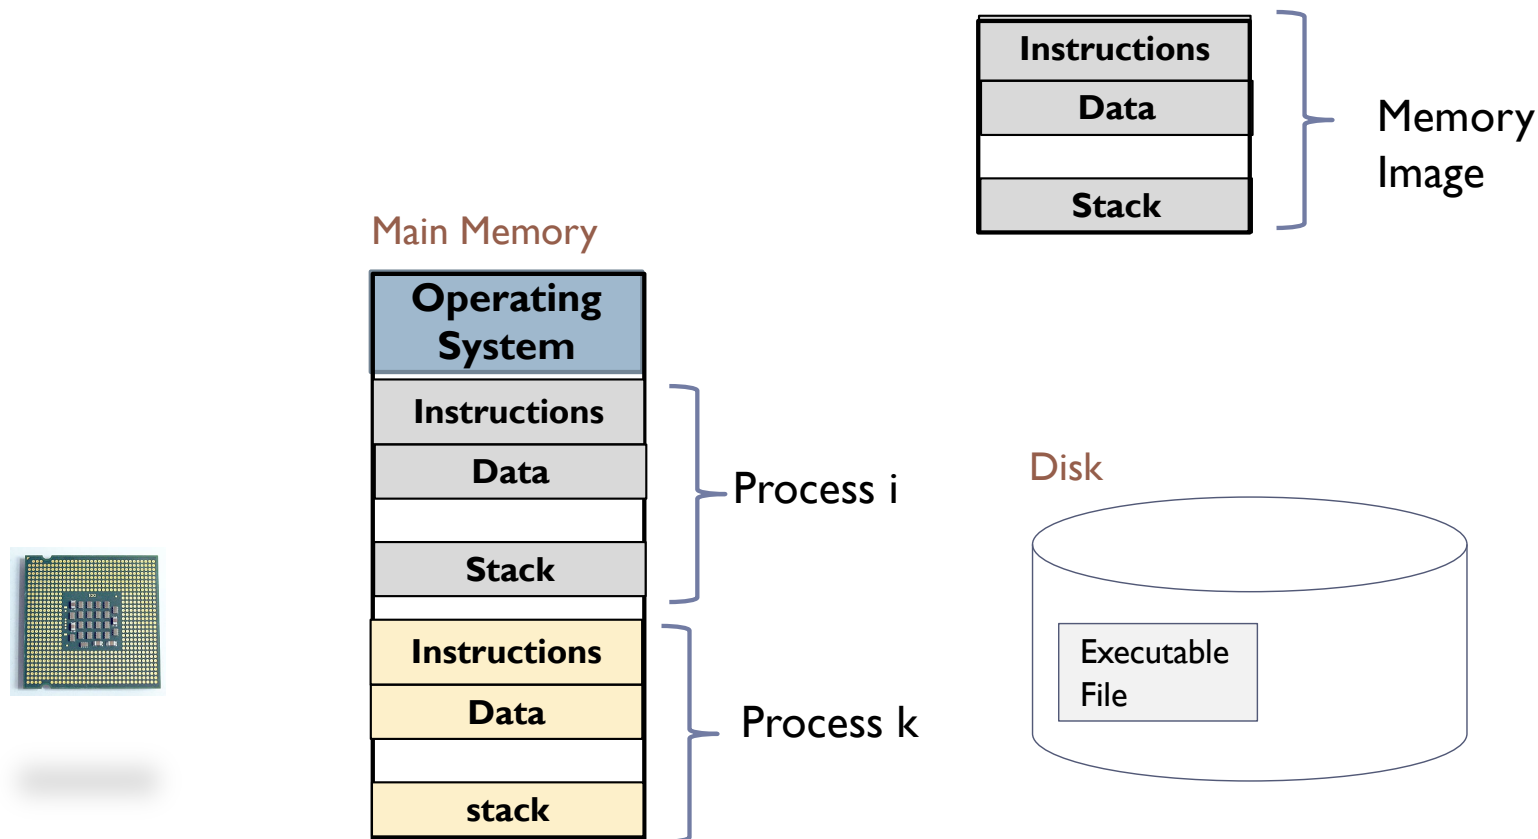 Instructions
Data
Stack
Memory
Image
Main Memory
Operating
System
Instructions
Data
Stack
Process i
Instructions
Data
stack
Process k
Disk
Executable
File